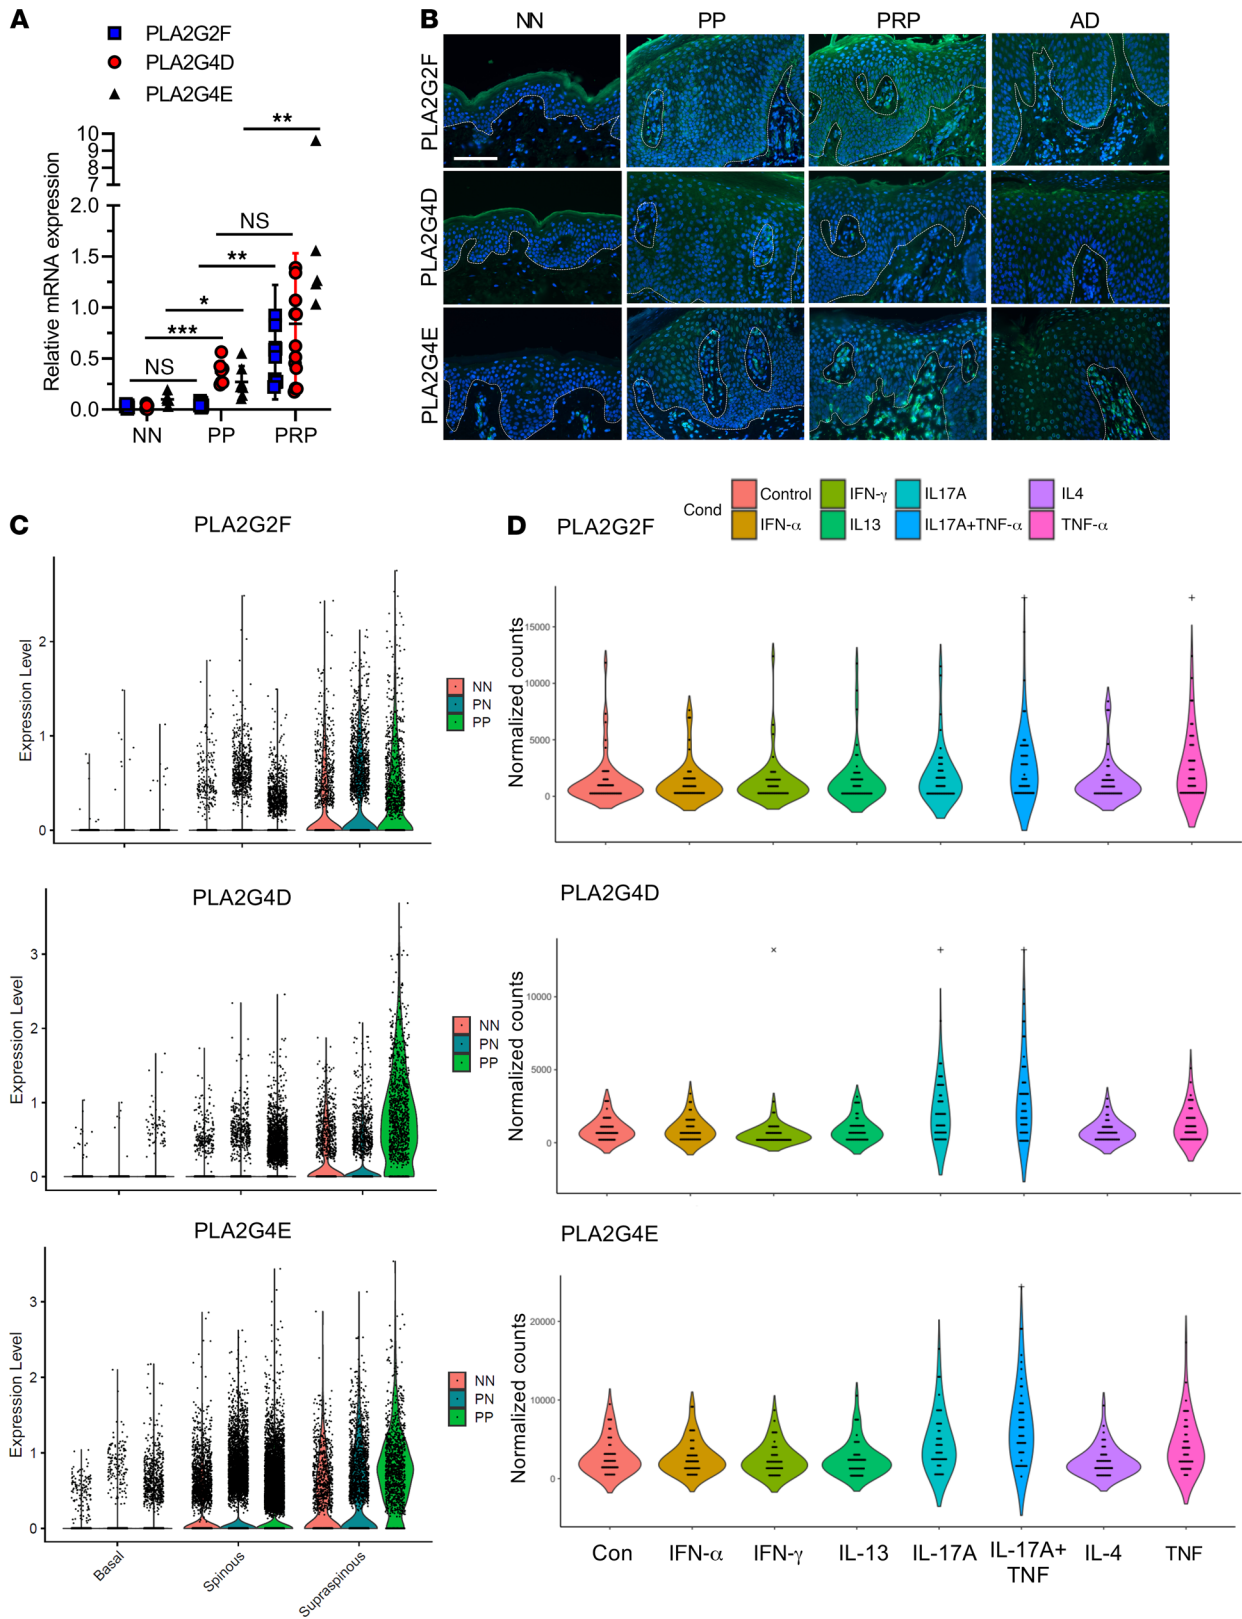 A
PLA2G2F
PLA2G4D
PLA2G4E
Relative mRNA expression
10
9
8
7
2.0
1.5
1.0
0.5
0.0
**
NS
**
*
***
NS
NN
PP
PRP
B
NN
PP
PRP
AD
PLA2G2F
PLA2G4D
PLA2G4E
C
PLA2G2F
Expression Level
2
1
0
NN
PN
PP
PLA2G4D
Expression Level
3
2
1
0
NN
PN
PP
PLA2G4E
Expression Level
3
2
1
0
NN
PN
PP
Basal
Spinous
Supraspinous
D
Cond
Control
IFN-γ
IL17A
IL4
IFN-α
IL13
IL17A+TNF-α
TNF-α
PLA2G2F
Normalized counts
15000
10000
5000
0
PLA2G4D
Normalized counts
10000
5000
0
PLA2G4E
Normalized counts
20000
10000
0
Con
IFN-α
IFN-γ
IL-13
IL-17A
IL-17A+
TNF
IL-4
TNF